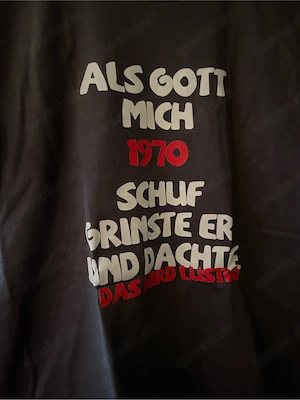 ALS GOTT
MICH
1970
SCHUF
GRINSTE ER
UND DACHTE
DAS WIRD LUSTIG